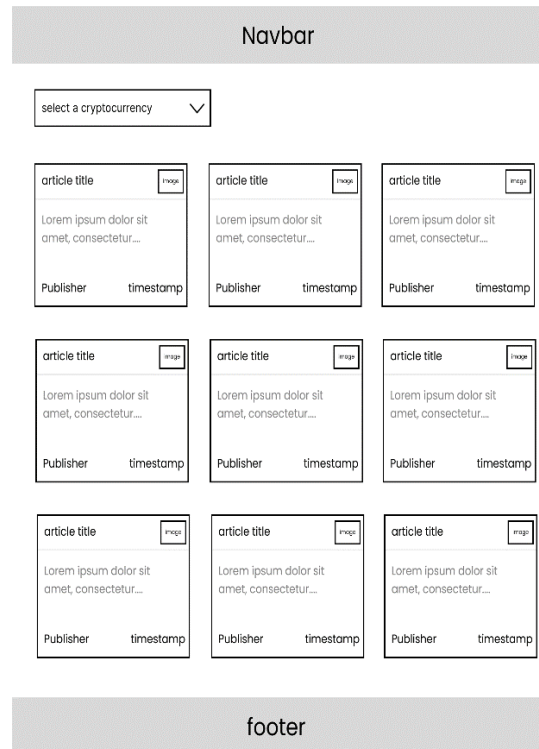 Navbar
select a cryptocurrency
article title image article title image article title image
Lorem ipsum dolor sit Lorem ipsum dolor sit Lorem ipsum dolor sit
amet, consectetur.... amet, consectetur.... amet, consectetur....
Publisher timestamp Publisher timestamp Publisher timestamp
article title image article title image article title image
Lorem ipsum dolor sit Lorem ipsum dolor sit Lorem ipsum dolor sit
amet, consectetur.... amet, consectetur.... amet, consectetur....
Publisher timestamp Publisher timestamp Publisher timestamp
article title image article title image article title image
Lorem ipsum dolor sit Lorem ipsum dolor sit Lorem ipsum dolor sit
amet, consectetur.... amet, consectetur.... amet, consectetur....
Publisher timestamp Publisher timestamp Publisher timestamp
footer